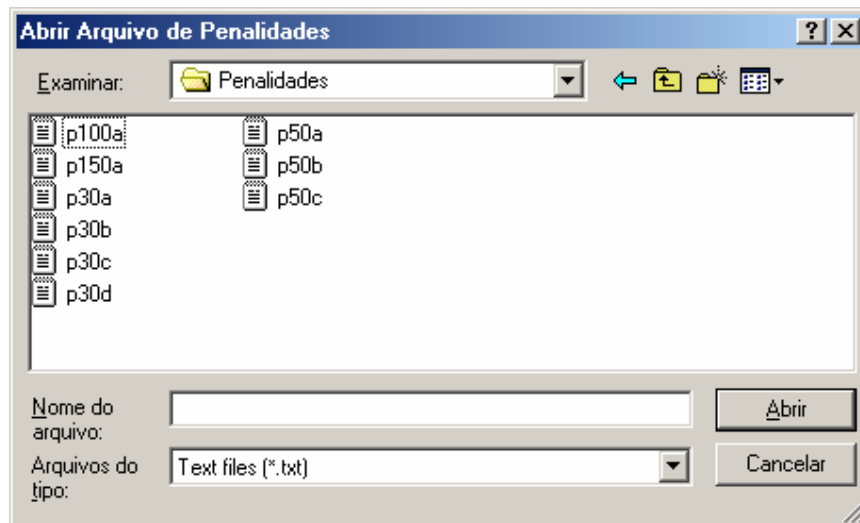 Abrir Arquivo de Penalidades
Examinar: Penalidades
p100a p50a
p150a p50b
p30a p50c
p30b
p30c
p30d
Nome do arquivo: Abrir
Arquivos do tipo: Text files (*.txt) Cancelar